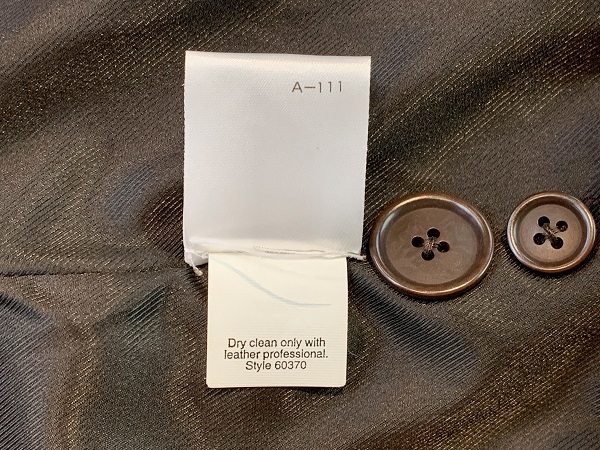 A-111
Dry clean only with
leather professional.
Style 60370